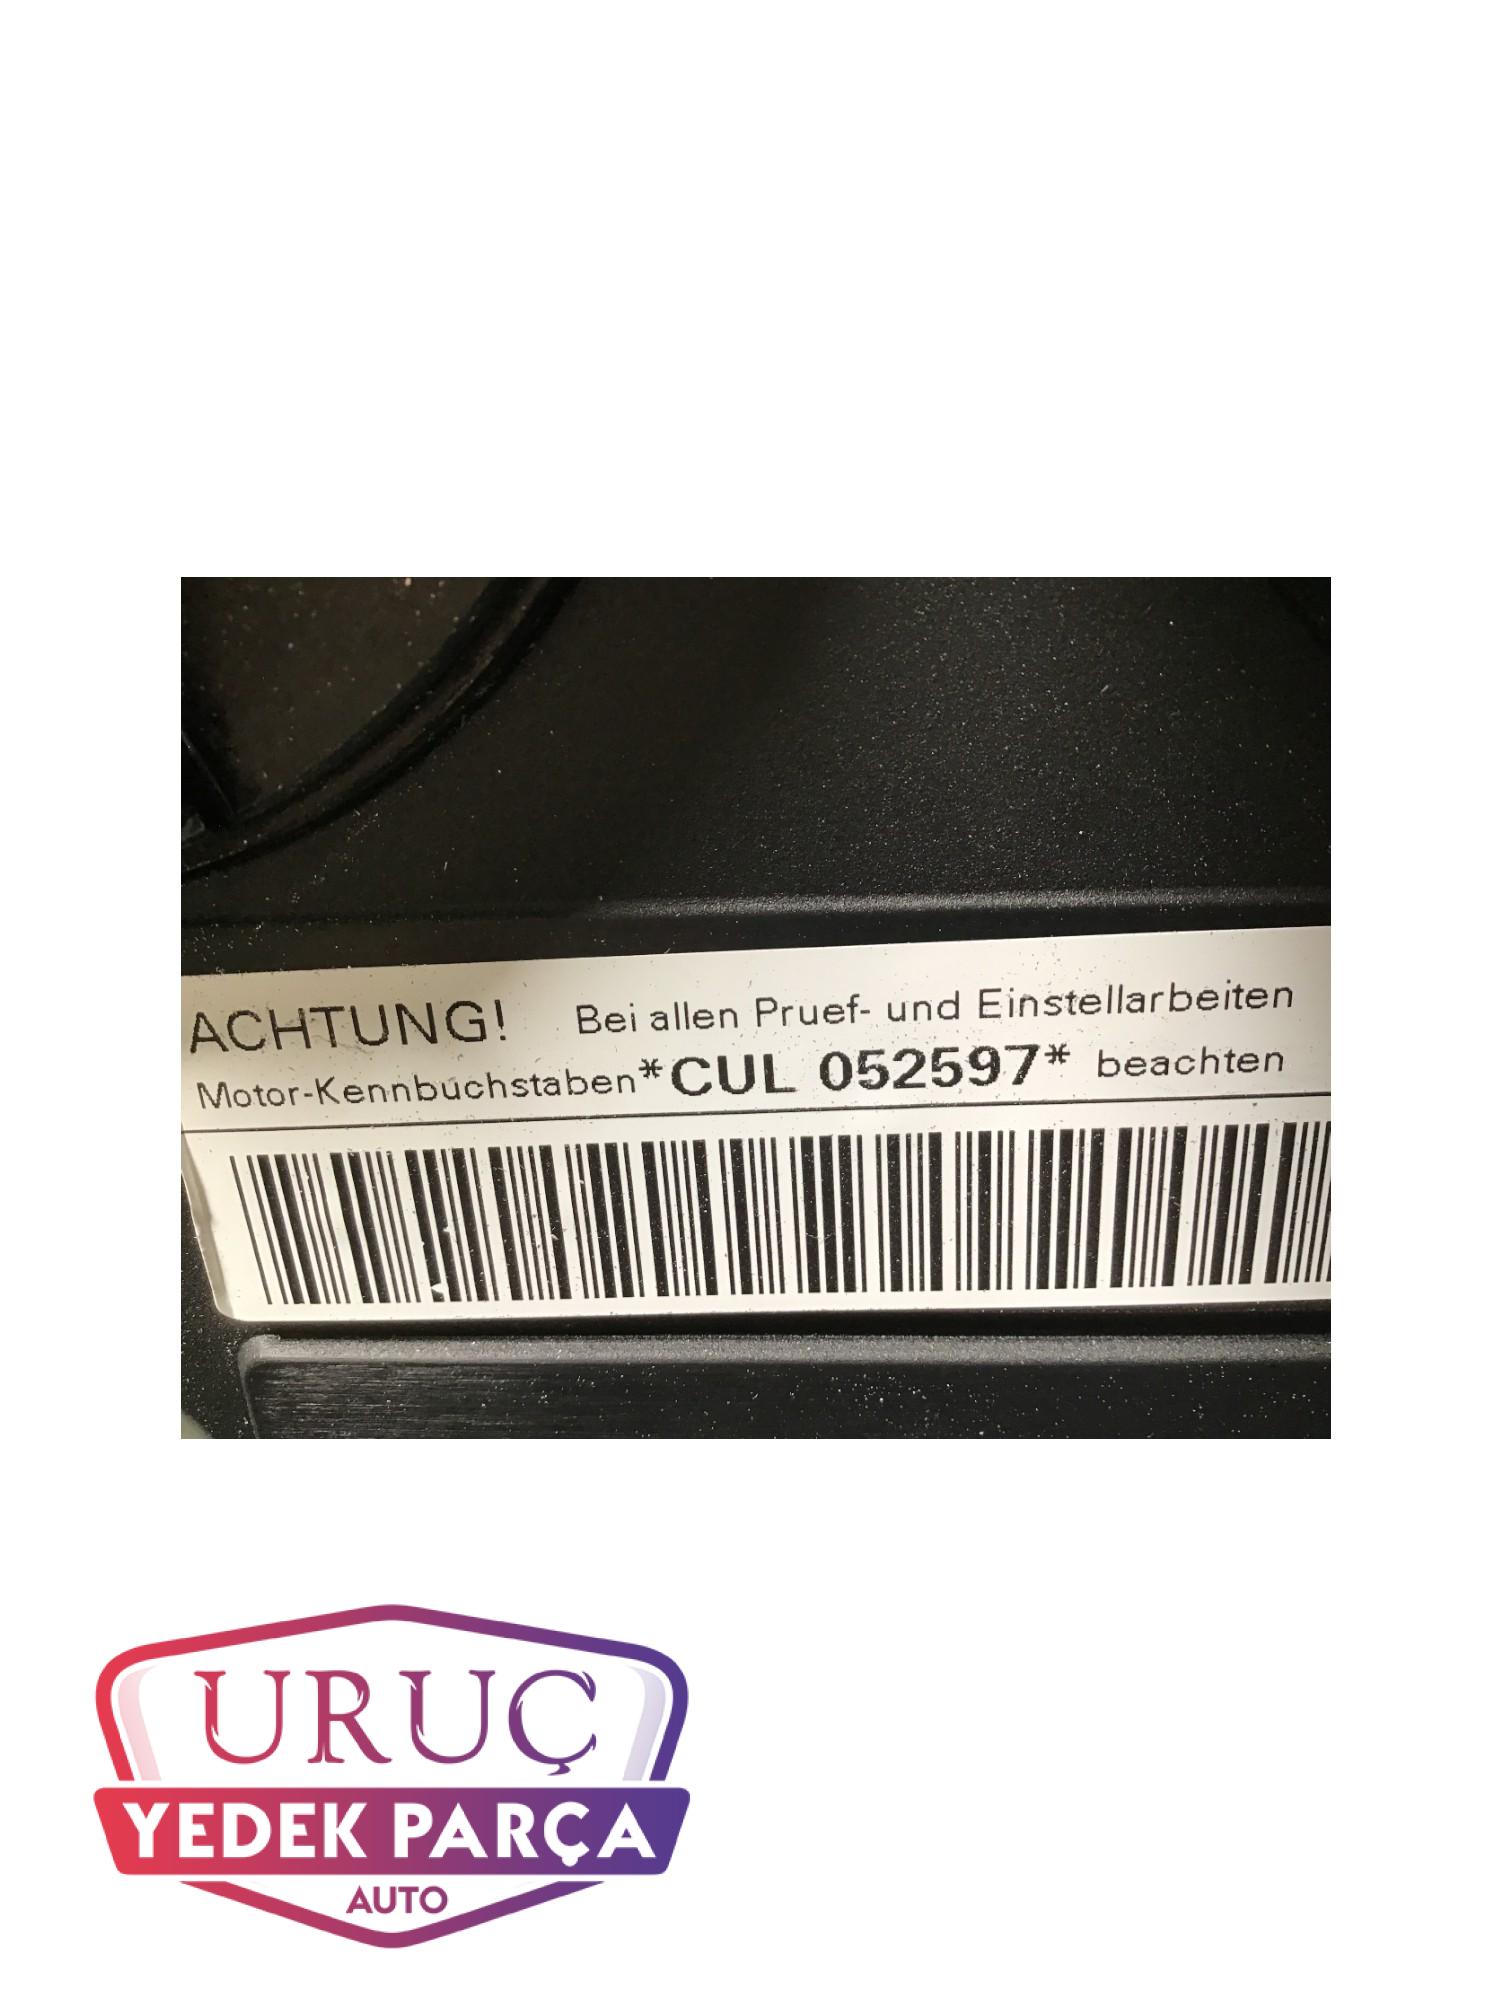 ACHTUNG! Bei allen Pruef- und Einstellarbeiten
Motor-Kennbuchstaben*CUL 052597* beachten
URUÇ
YEDEK PARÇA
AUTO